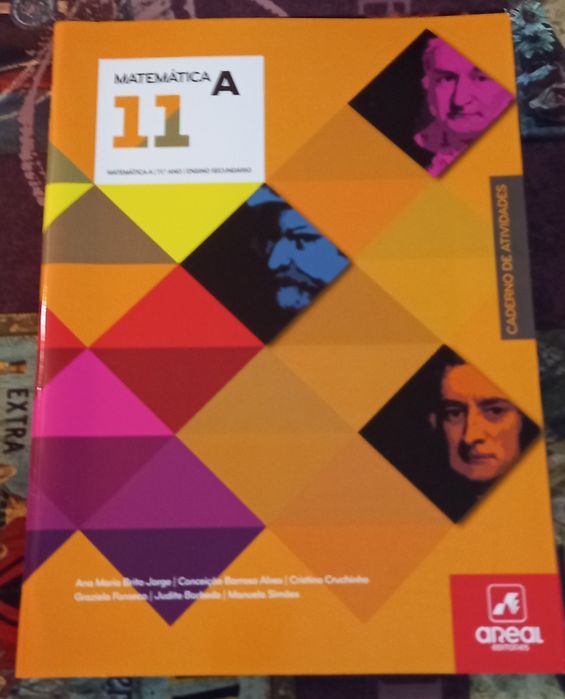 MATEMÁTICA A
11
MATEMÁTICA A | 11.º ANO | ENSINO SECUNDÁRIO
CADERNO DE ATIVIDADES
EXTRA
Ana Maria Brito Jorge | Conceição Barroso Alves | Cristina Cruchinho
Graziela Fonseca | Judite Barbedo | Manuela Simões
areal
editores